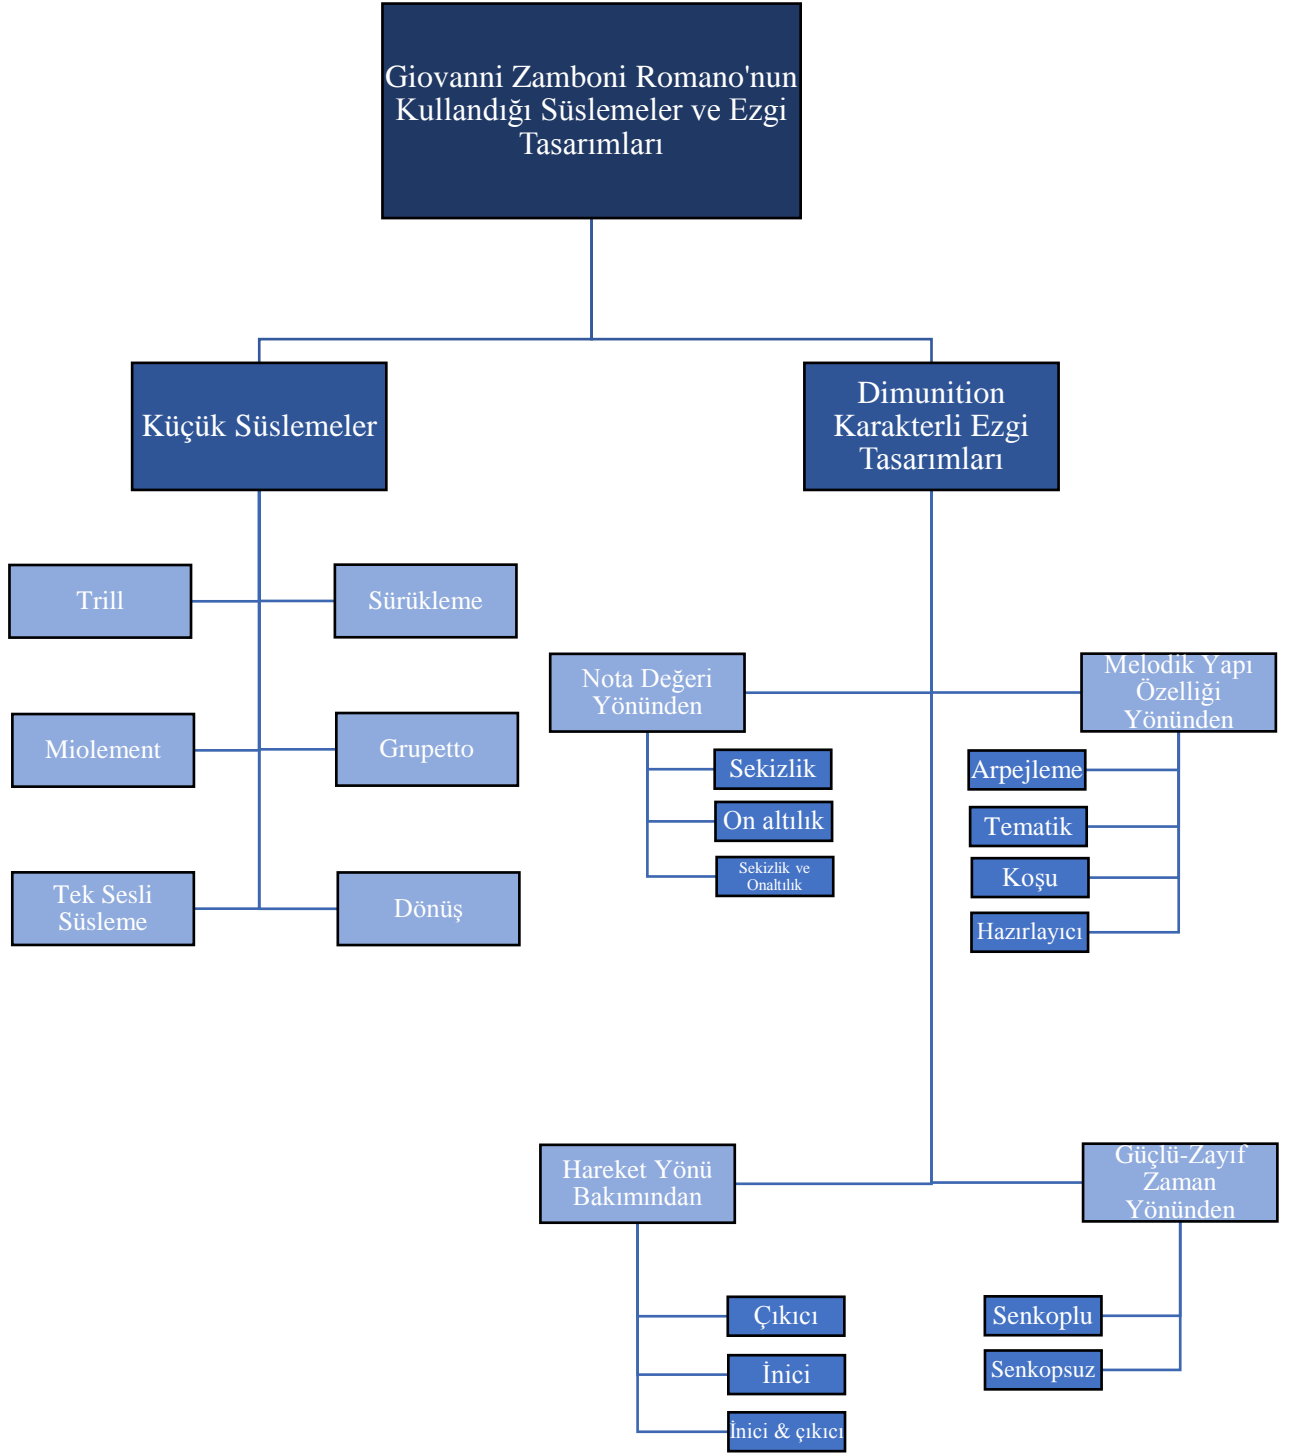 Giovanni Zamboni Romano'nun
Kullandığı Süslemeler ve Ezgi
Tasarımları
Küçük Süslemeler
Dimunition
Karakterli Ezgi
Tasarımları
Trill
Sürükleme
Miolement
Grupetto
Tek Sesli
Süsleme
Dönüş
Nota Değeri
Yönünden
Sekizlik
On altılık
Sekizlik ve
Onaltılık
Melodik Yapı
Özelliği
Yönünden
Arpejleme
Tematik
Koşu
Hazırlayıcı
Hareket Yönü
Bakımından
Çıkıcı
İnici
İnici & çıkıcı
Güçlü-Zayıf
Zaman
Yönünden
Senkoplu
Senkopsuz